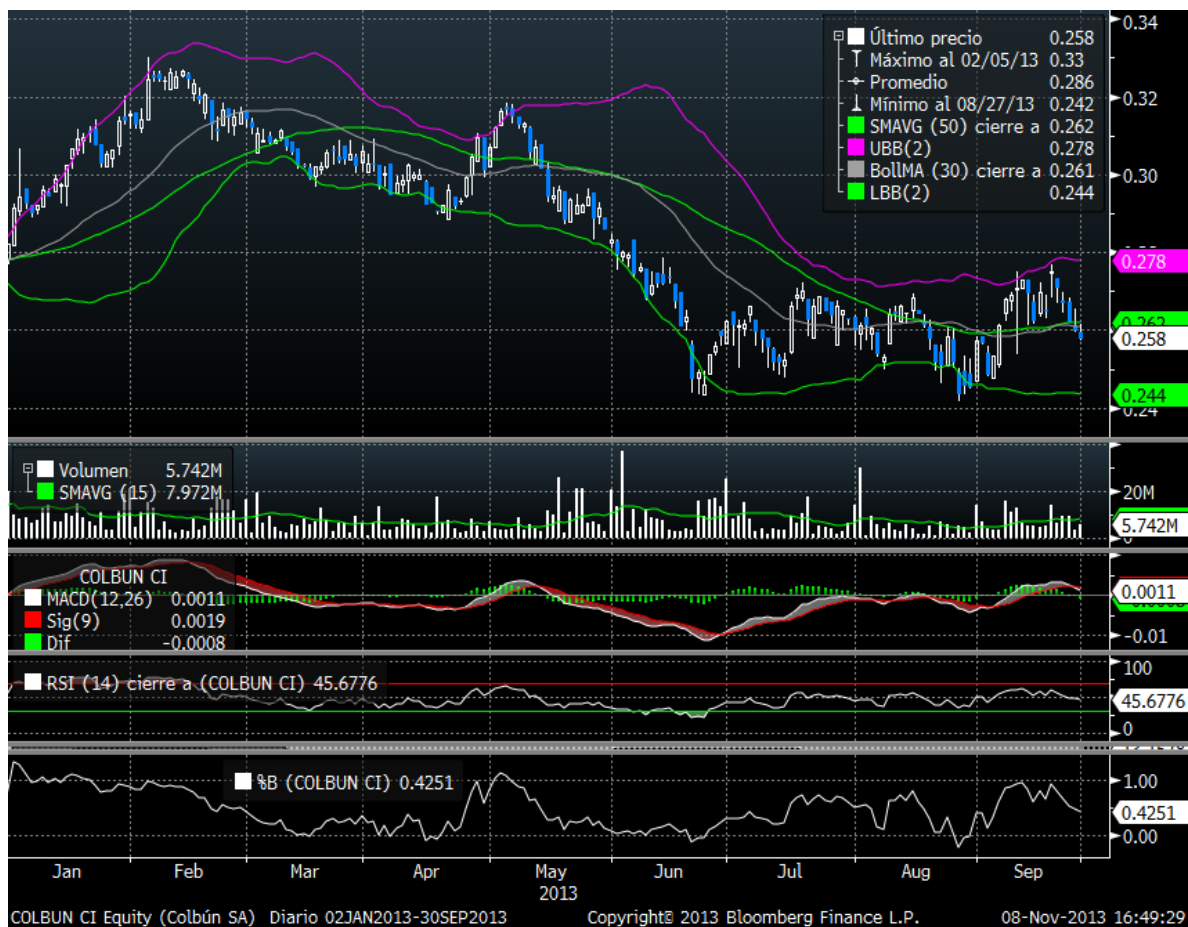 0.34
Último precio 0.258
Máximo al 02/05/13 0.33
Promedio 0.286
Mínimo al 08/27/13 0.242
SMAVG (50) cierre a 0.262
UBB(2) 0.278
BollMA (30) cierre a 0.261
LBB(2) 0.244
0.32
0.30
0.278
0.262
0.258
0.244
0.24
Volumen 5.742M
SMAVG (15) 7.972M
20M
5.742M
0
COLBUN CI
MACD(12,26) 0.0011
Sig(9) 0.0019
Dif -0.0008
0.0011
-0.01
100
RSI (14) cierre a (COLBUN CI) 45.6776
45.6776
0
%B (COLBUN CI) 0.4251
1.00
0.4251
0.00
Jan Feb Mar Apr May Jun Jul Aug Sep
2013
COLBUN CI Equity (Colbún SA) Diario 02JAN2013-30SEP2013 Copyright© 2013 Bloomberg Finance L.P. 08-Nov-2013 16:49:29